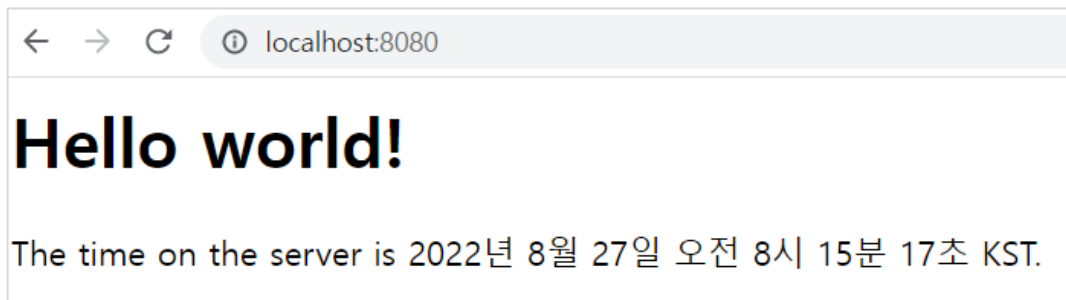 localhost:8080
Hello world!
The time on the server is 2022년 8월 27일 오전 8시 15분 17초 KST.